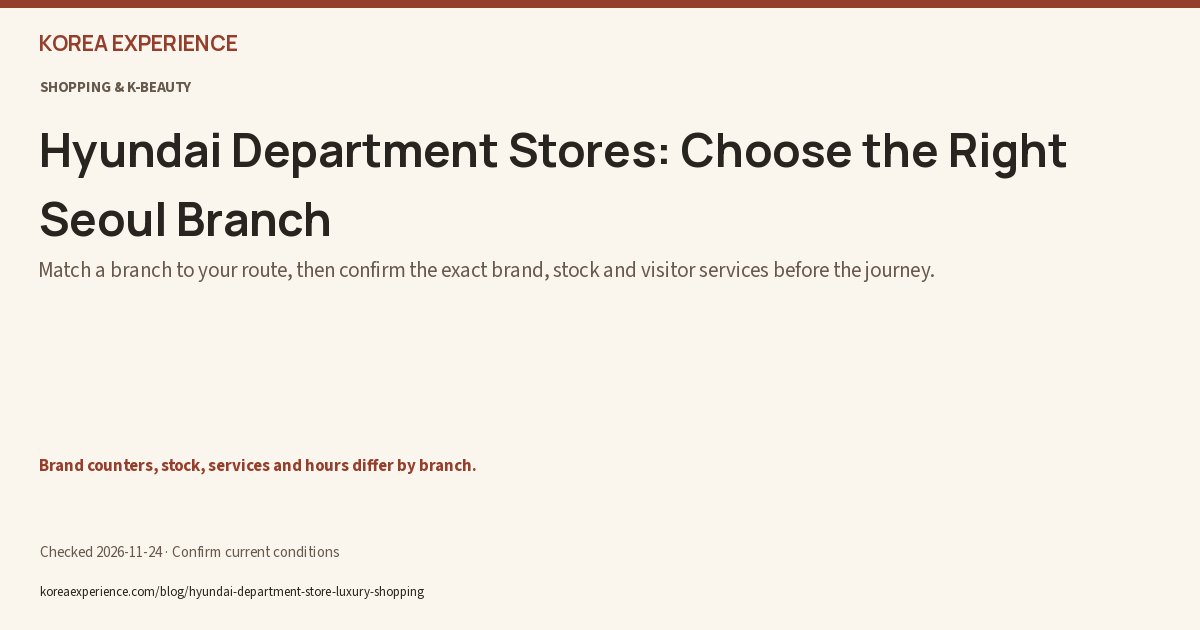 KOREA EXPERIENCE
SHOPPING & K-BEAUTY
Hyundai Department Stores: Choose the Right
Seoul Branch
Match a branch to your route, then confirm the exact brand, stock and visitor services before the journey.
Brand counters, stock, services and hours differ by branch.
Checked 2026-11-24 · Confirm current conditions
koreaexperience.com/blog/hyundai-department-store-luxury-shopping